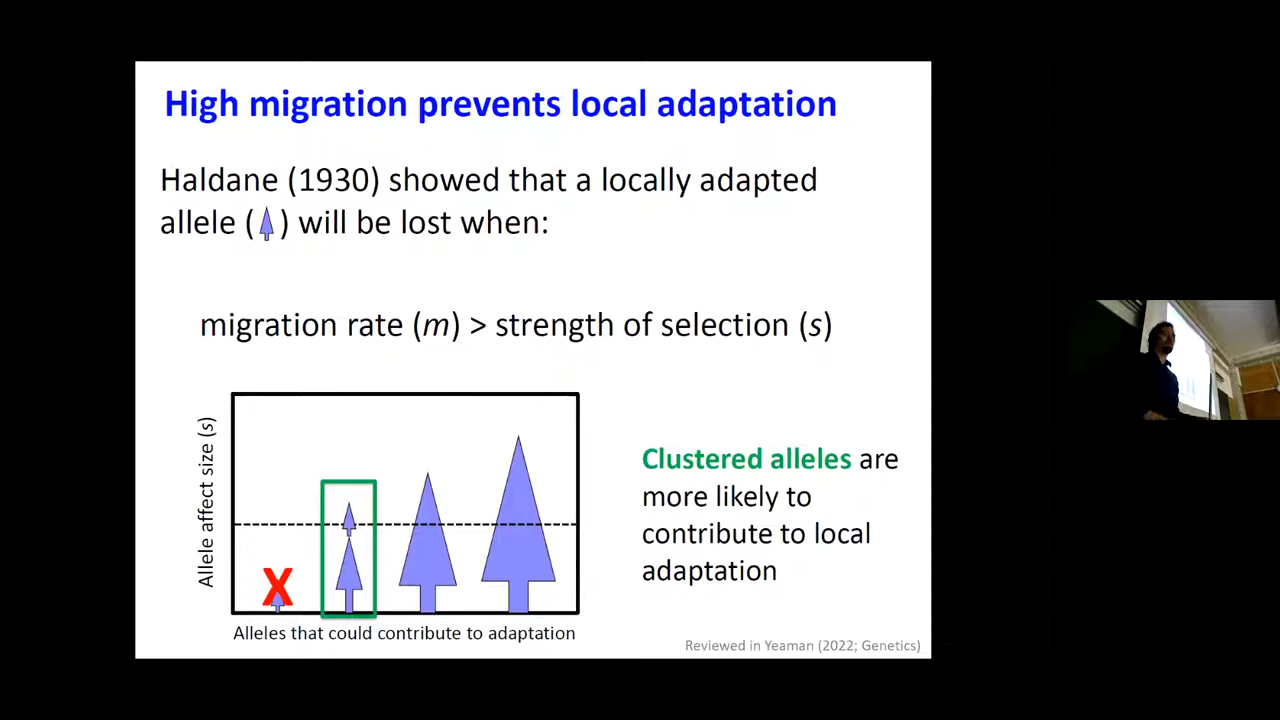 High migration prevents local adaptation
Haldane (1930) showed that a locally adapted
allele ( ) will be lost when:
migration rate (m) > strength of selection (s)
Allele affect size (s)
X
Alleles that could contribute to adaptation
Clustered alleles are
more likely to
contribute to local
adaptation
Reviewed in Yeaman (2022; Genetics)